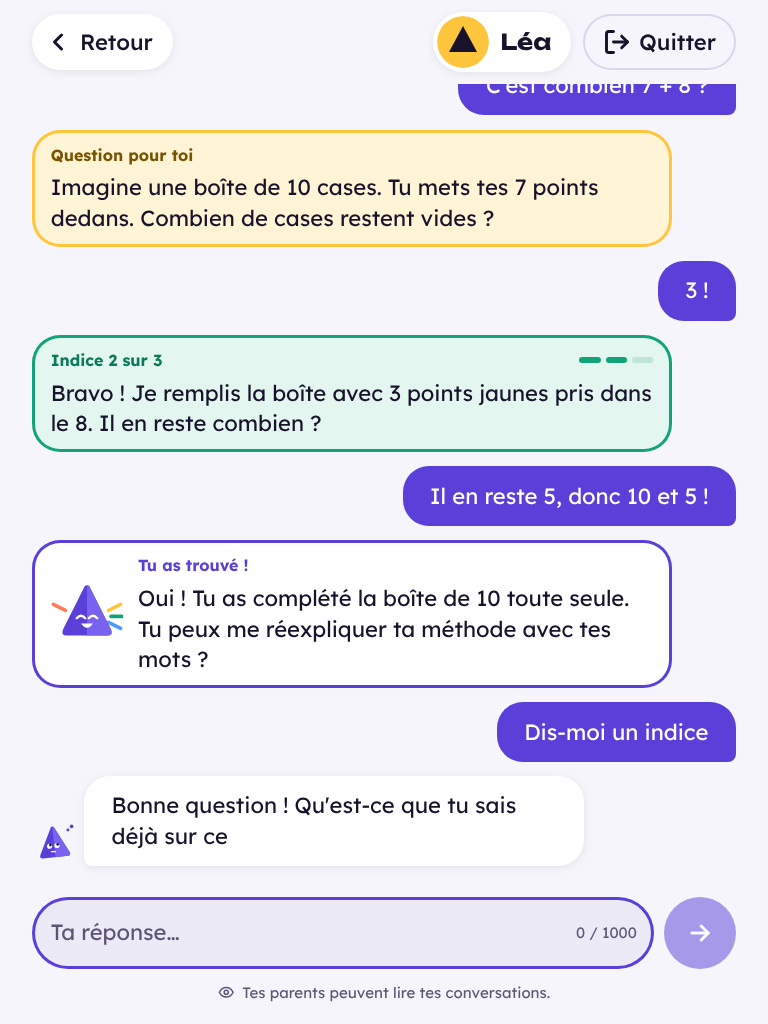 Retour
Léa
Quitter
C'est combien 7 + 8 ?
Question pour toi
Imagine une boîte de 10 cases. Tu mets tes 7 points
dedans. Combien de cases restent vides ?
3 !
Indice 2 sur 3
Bravo ! Je remplis la boîte avec 3 points jaunes pris dans
le 8. Il en reste combien ?
Il en reste 5, donc 10 et 5 !
Tu as trouvé !
Oui ! Tu as complété la boîte de 10 toute seule.
Tu peux me réexpliquer ta méthode avec tes
mots ?
Dis-moi un indice
Bonne question ! Qu'est-ce que tu sais
déjà sur ce
Ta réponse…
0 / 1000
Tes parents peuvent lire tes conversations.